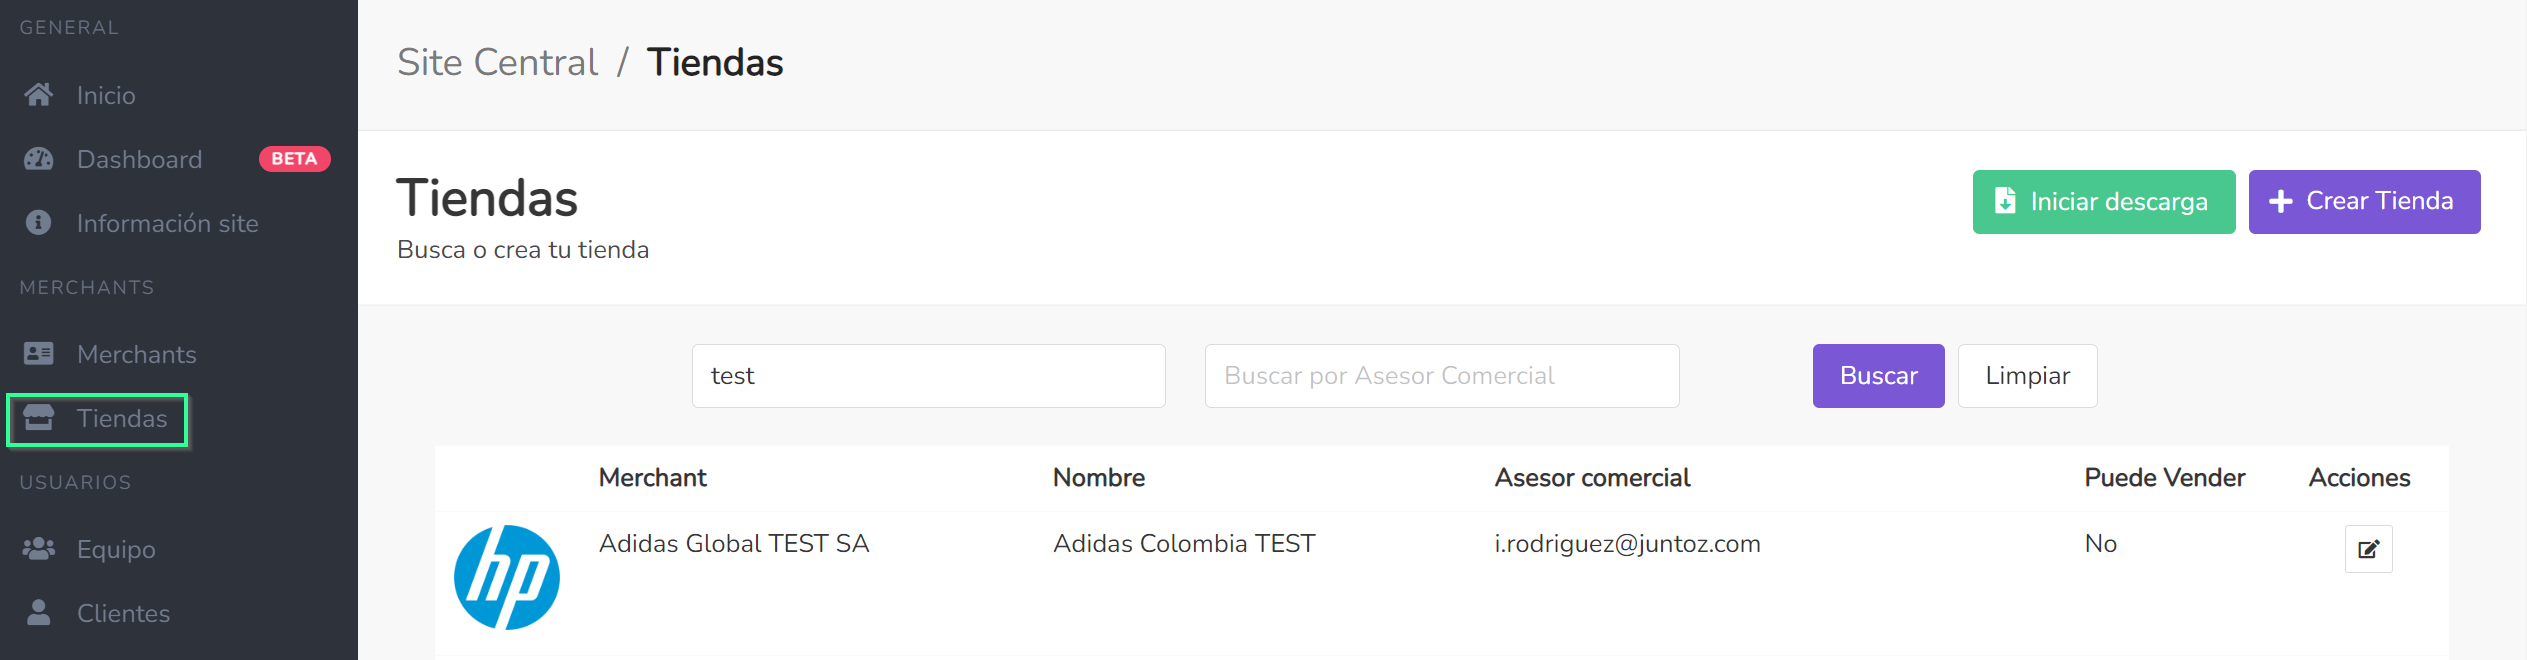 GENERAL
Inicio
Dashboard BETA
Información site
MERCHANTS
Merchants
Tiendas
USUARIOS
Equipo
Clientes
Site Central / Tiendas
Tiendas
Busca o crea tu tienda
Iniciar descarga
Crear Tienda
test
Buscar por Asesor Comercial
Buscar
Limpiar
Merchant Nombre Asesor comercial Puede Vender Acciones
hp Adidas Global TEST SA Adidas Colombia TEST i.rodriguez@juntoz.com No